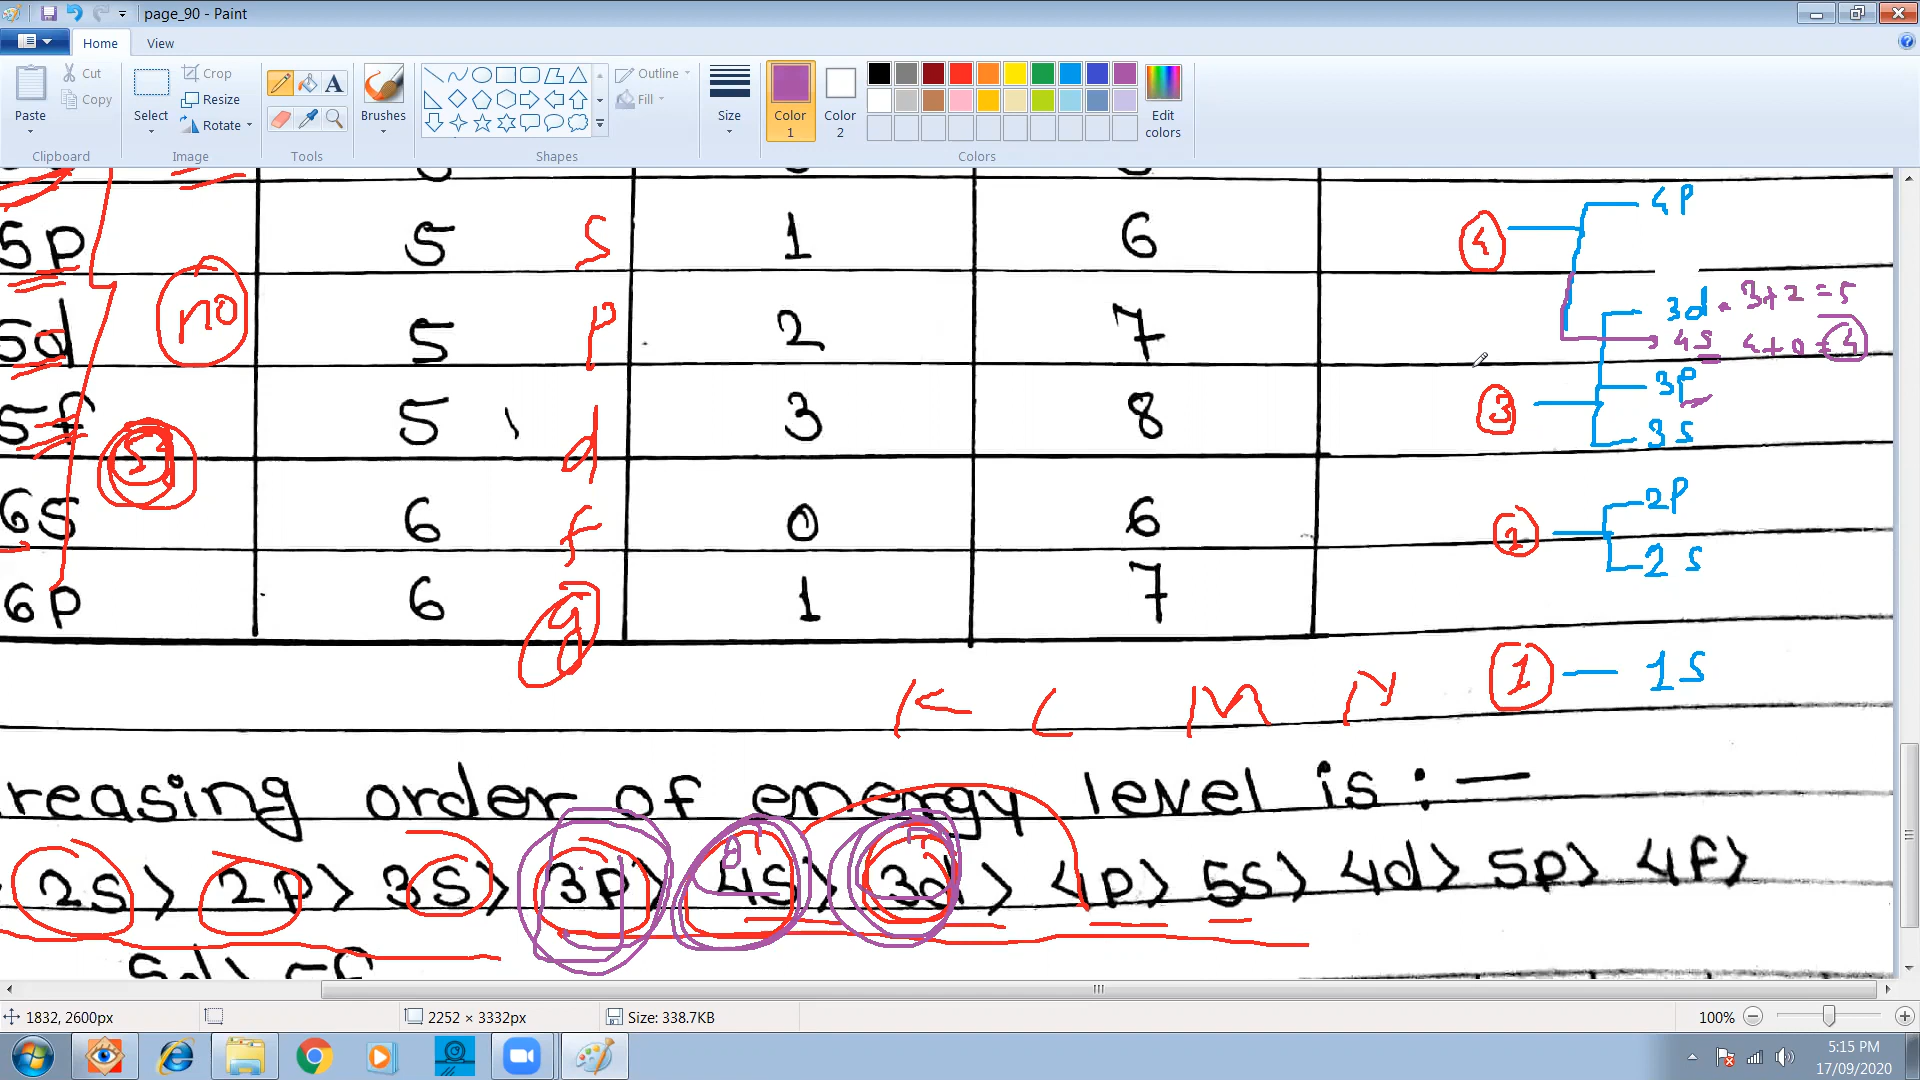 page_90 - Paint
Home View
Cut
Copy
Paste
Clipboard
Crop
Resize
Rotate
Select
Image
Tools
Brushes
Shapes
Outline
Fill
Size
Color 1
Color 2
Edit colors
Colors
5p 5 s 1 6
5d no 5 p 2 7
5f 5 d 3 8
6s 6 f 0 6
6p 6 g 1 7
4 4p
3d 3+2=5
4s 4+0=4
3 3p
3s
2 2p
2s
1 1s
K L M N
creasing order of energy level is :-
2s> 2p> 3s> 3p> 4s> 3d> 4p> 5s> 4d> 5p> 4f>
1832, 2600px 2252 × 3332px Size: 338.7KB 100%
5:15 PM
17/09/2020